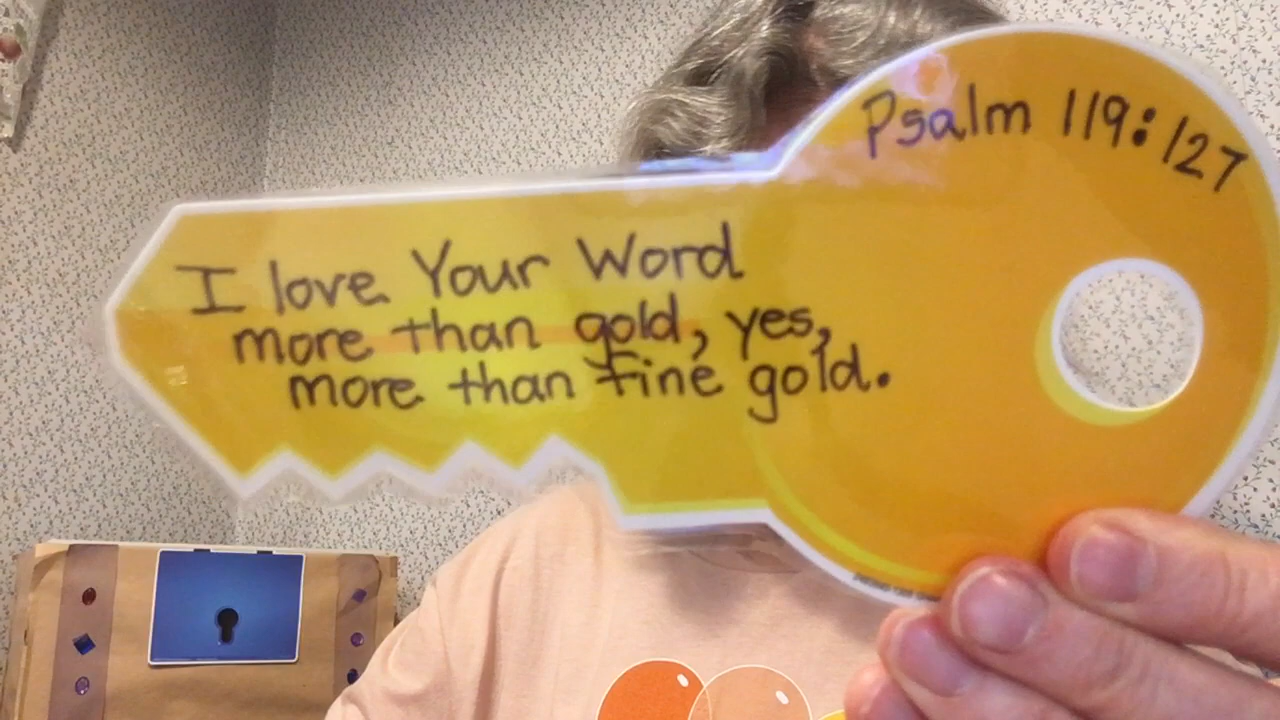 Psalm 119:127
I love Your Word
more than gold, yes,
more than fine gold.